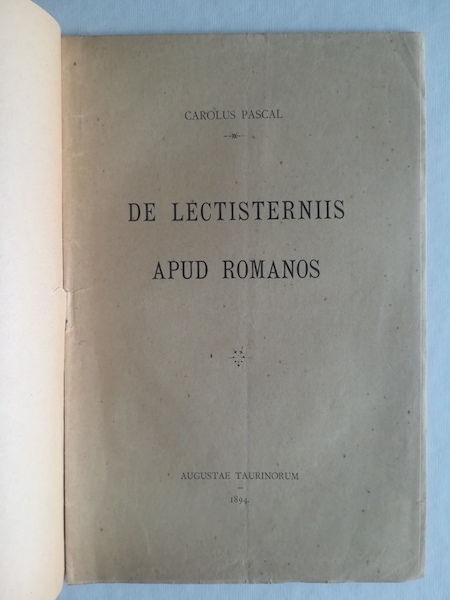 CAROLUS PASCAL
DE LECTISTERNIIS
APUD ROMANOS
AUGUSTAE TAURINORUM
1894.